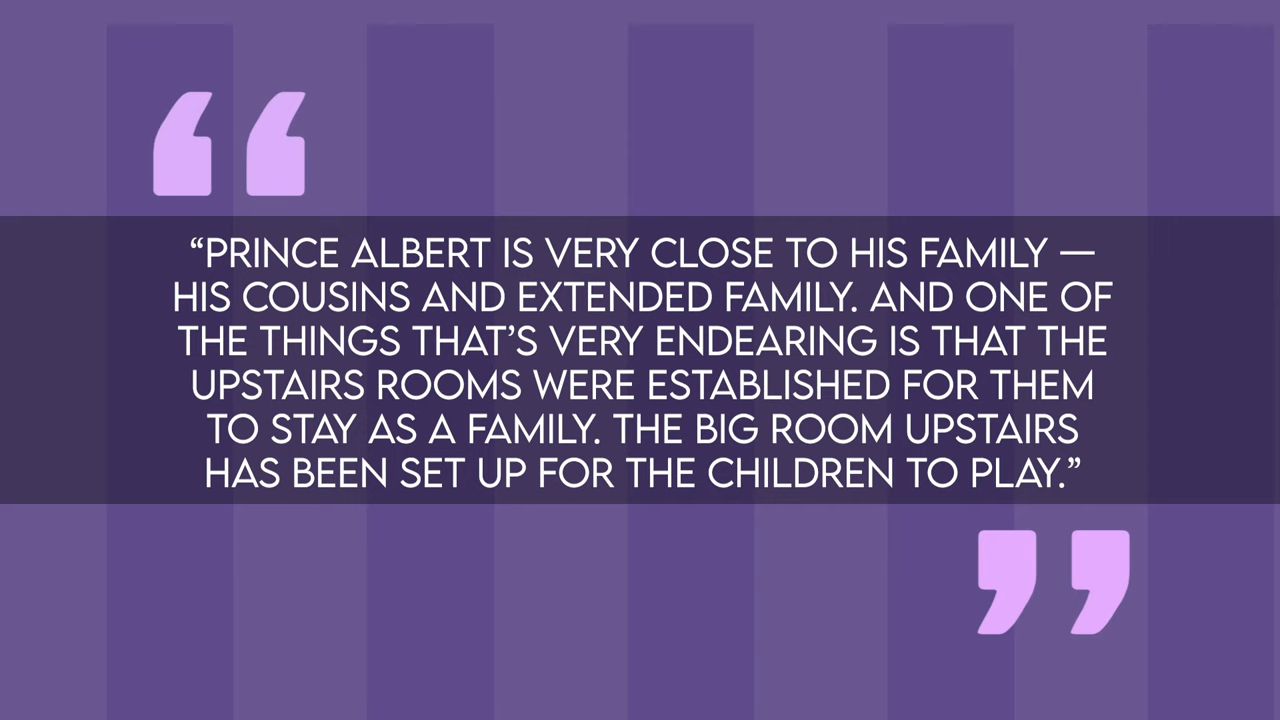 “PRINCE ALBERT IS VERY CLOSE TO HIS FAMILY —
HIS COUSINS AND EXTENDED FAMILY. AND ONE OF
THE THINGS THAT’S VERY ENDEARING IS THAT THE
UPSTAIRS ROOMS WERE ESTABLISHED FOR THEM
TO STAY AS A FAMILY. THE BIG ROOM UPSTAIRS
HAS BEEN SET UP FOR THE CHILDREN TO PLAY.”